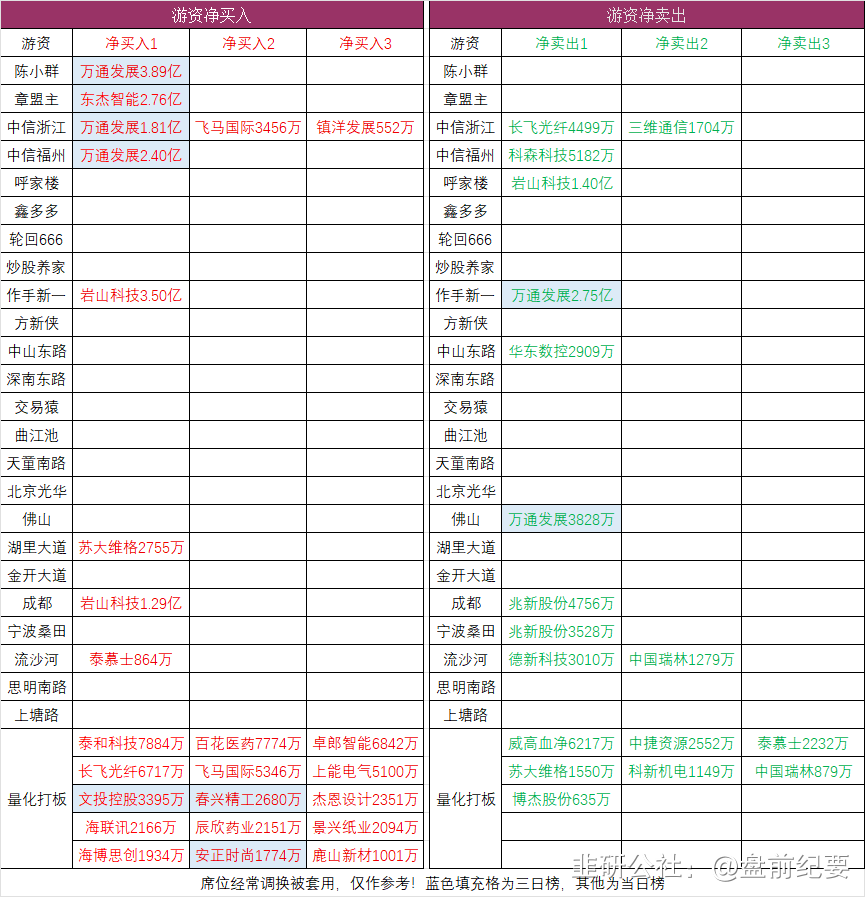 游资净买入 游资净卖出
游资 净买入1 净买入2 净买入3 游资 净卖出1 净卖出2 净卖出3
陈小群 万通发展3.89亿 陈小群
章盟主 东杰智能2.76亿 章盟主
中信浙江 万通发展1.81亿 飞马国际3456万 镇洋发展552万 中信浙江 长飞光纤4499万 三维通信1704万
中信福州 万通发展2.40亿 中信福州 科森科技5182万
呼家楼 呼家楼 岩山科技1.40亿
鑫多多 鑫多多
轮回666 轮回666
炒股养家 炒股养家
作手新一 岩山科技3.50亿 作手新一 万通发展2.75亿
方新侠 方新侠
中山东路 中山东路 华东数控2909万
深南东路 深南东路
交易猿 交易猿
曲江池 曲江池
天童南路 天童南路
北京光华 北京光华
佛山 佛山 万通发展3828万
湖里大道 苏大维格2755万 湖里大道
金开大道 金开大道
成都 岩山科技1.29亿 成都 兆新股份4756万
宁波桑田 宁波桑田 兆新股份3528万
流沙河 泰慕士864万 流沙河 德新科技3010万 中国瑞林1279万
思明南路 思明南路
上塘路 上塘路
泰和科技7884万 百花医药7774万 卓郎智能6842万 威高血净6217万 中捷资源2552万 泰慕士2232万
长飞光纤6717万 飞马国际5346万 上能电气5100万 苏大维格1550万 科新机电1149万 中国瑞林879万
量化打板 文投控股3395万 春兴精工2680万 杰恩设计2351万 量化打板 博杰股份635万
海联讯2166万 辰欣药业2151万 景兴纸业2094万
海博思创1934万 安正时尚1774万 鹿山新材1001万
席位经常调换被套用，仅作参考！蓝色填充格为三日榜，其他为当日榜
韭研公社：@盘前纪要